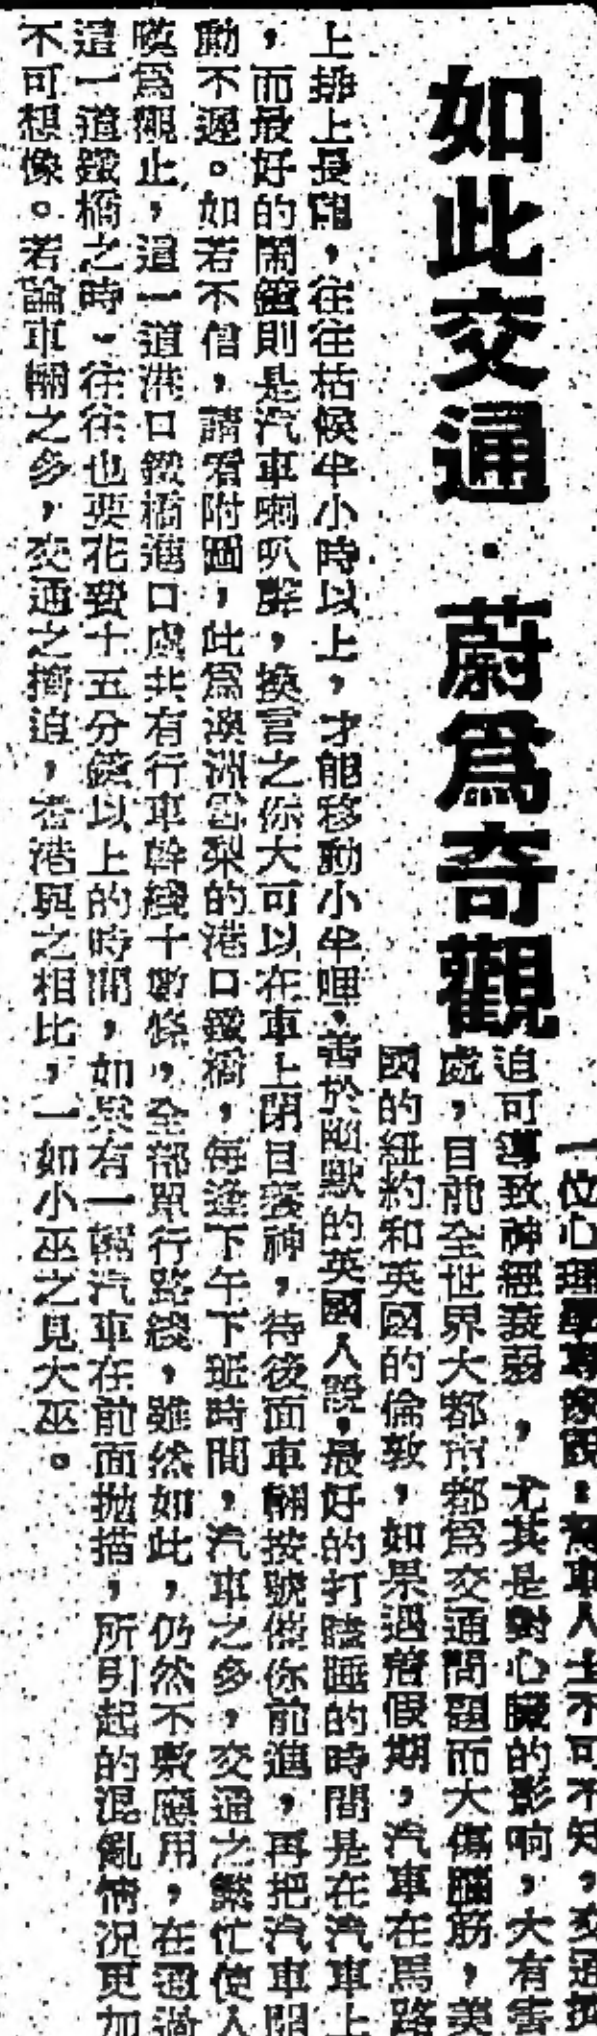 如此交通·蔚爲奇觀
一位心理學專家說：駕車人士不可不知，交通擠
迫可導致神經衰弱，尤其是對心臟的影响，大有害
處，目前全世界大都市都爲交通問題而大傷腦筋，美
國的紐約和英國的倫敦，如果遇着假期，汽車在馬路
上排上長龍，往往枯候半小時以上，才能移動小半哩，善於幽默的英國人說，最好的打瞌睡的時間是在汽車上
，而最好的鬧鐘則是汽車喇叭聲，換言之你大可以在車上閉目養神，待後面車輛按號催你前進，再把汽車開
動不遲。如若不信，請看附圖，此爲澳洲雪梨的港口鐵橋，每逢下午下班時間，汽車之多，交通之繁忙使人
嘆爲觀止，這一道港口鐵橋進口處共有行車幹綫十數條，全部單行路綫，雖然如此，仍然不敷應用，在通過
這一道鐵橋之時，往往也要花費十五分鐘以上的時間，如果有一輛汽車在前面拋錨，所引起的混亂情況更加
不可想像。若論車輛之多，交通之擠迫，香港與之相比，一如小巫之見大巫。